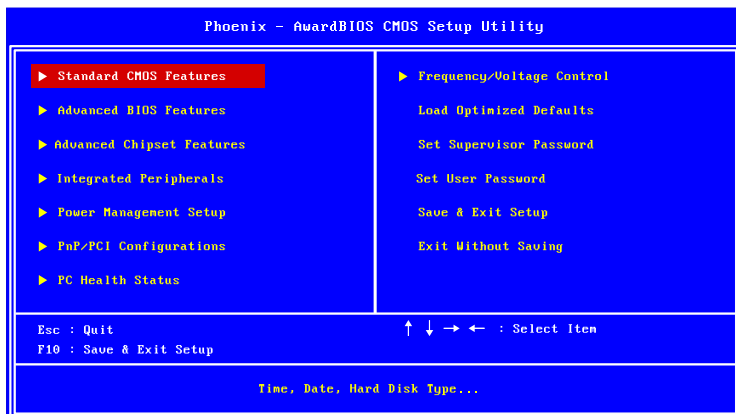 Phoenix - AwardBIOS CMOS Setup Utility
Standard CMOS Features
Advanced BIOS Features
Advanced Chipset Features
Integrated Peripherals
Power Management Setup
PnP/PCI Configurations
PC Health Status
Frequency/Voltage Control
Load Optimized Defaults
Set Supervisor Password
Set User Password
Save & Exit Setup
Exit Without Saving
Esc : Quit
F10 : Save & Exit Setup
↑ ↓ → ← : Select Item
Time, Date, Hard Disk Type...